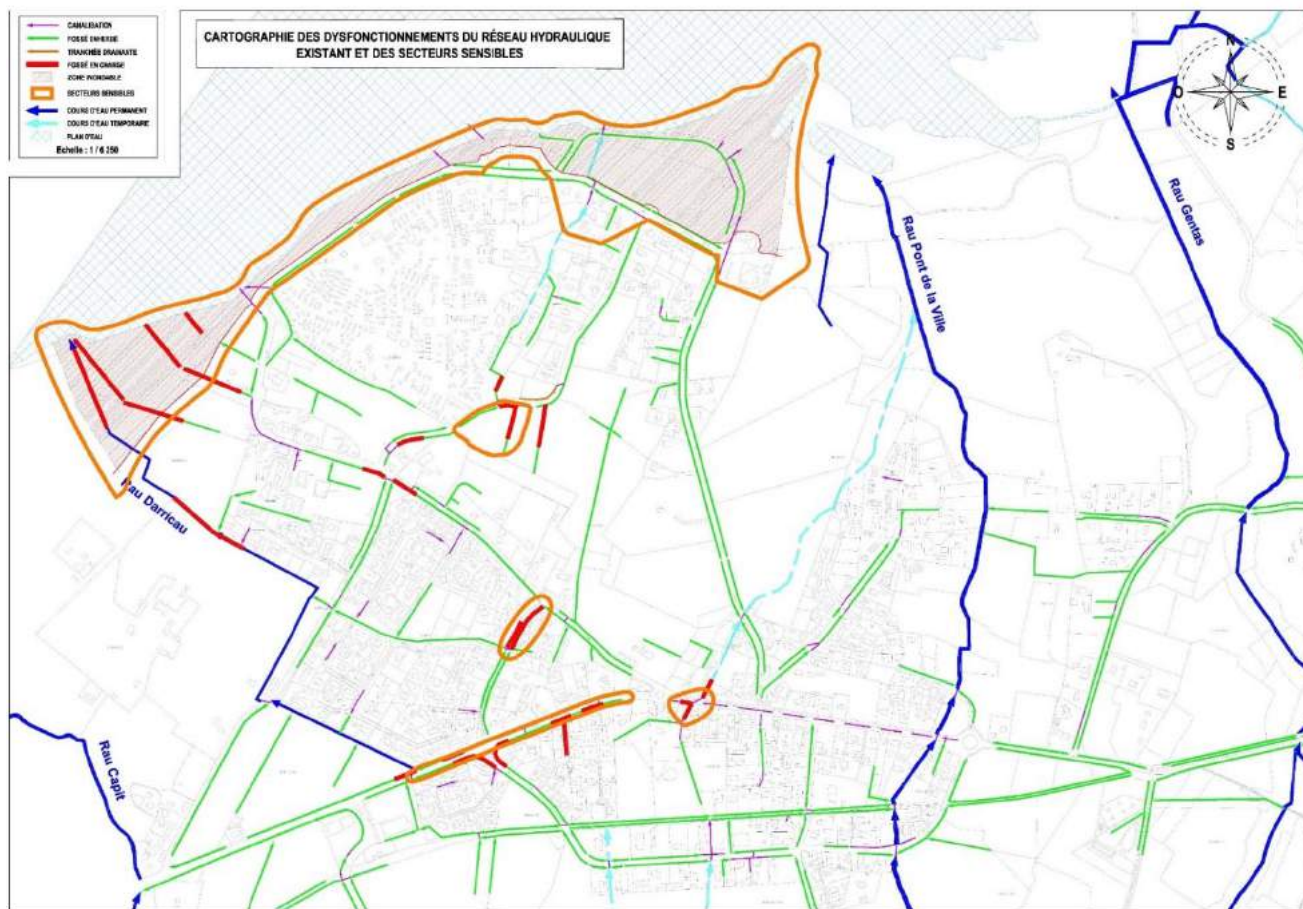 CANALISATION
FOSSÉ ENHERBÉ
TRANCHÉE DRAINANTE
FOSSÉ EN CHARGE
ZONE INONDABLE
SECTEURS SENSIBLES
COURS D'EAU PERMANENT
COURS D'EAU TEMPORAIRE
PLAN D'EAU
Echelle : 1 / 6 250
CARTOGRAPHIE DES DYSFONCTIONNEMENTS DU RÉSEAU HYDRAULIQUE
EXISTANT ET DES SECTEURS SENSIBLES
N
O
E
S
Rau Gentas
Rau Pont de la Ville
Rau Darricau
Rau Capit